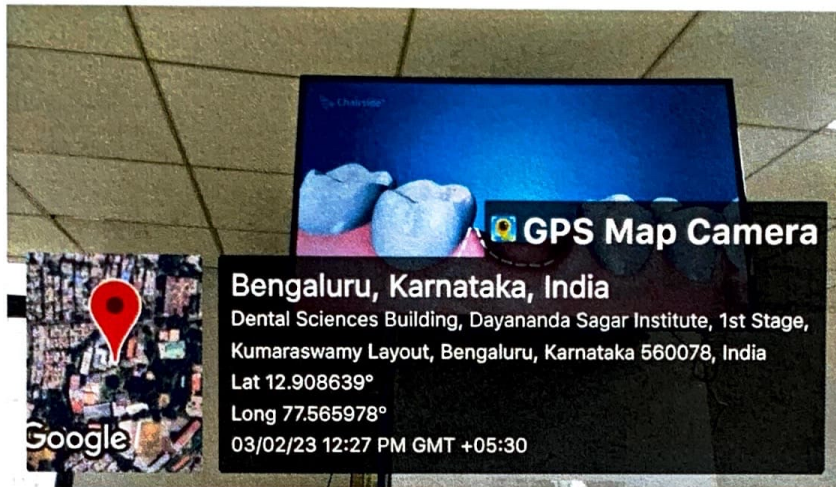 Chairside®
GPS Map Camera
Bengaluru, Karnataka, India
Dental Sciences Building, Dayananda Sagar Institute, 1st Stage,
Kumaraswamy Layout, Bengaluru, Karnataka 560078, India
Lat 12.908639°
Long 77.565978°
03/02/23 12:27 PM GMT +05:30
Google